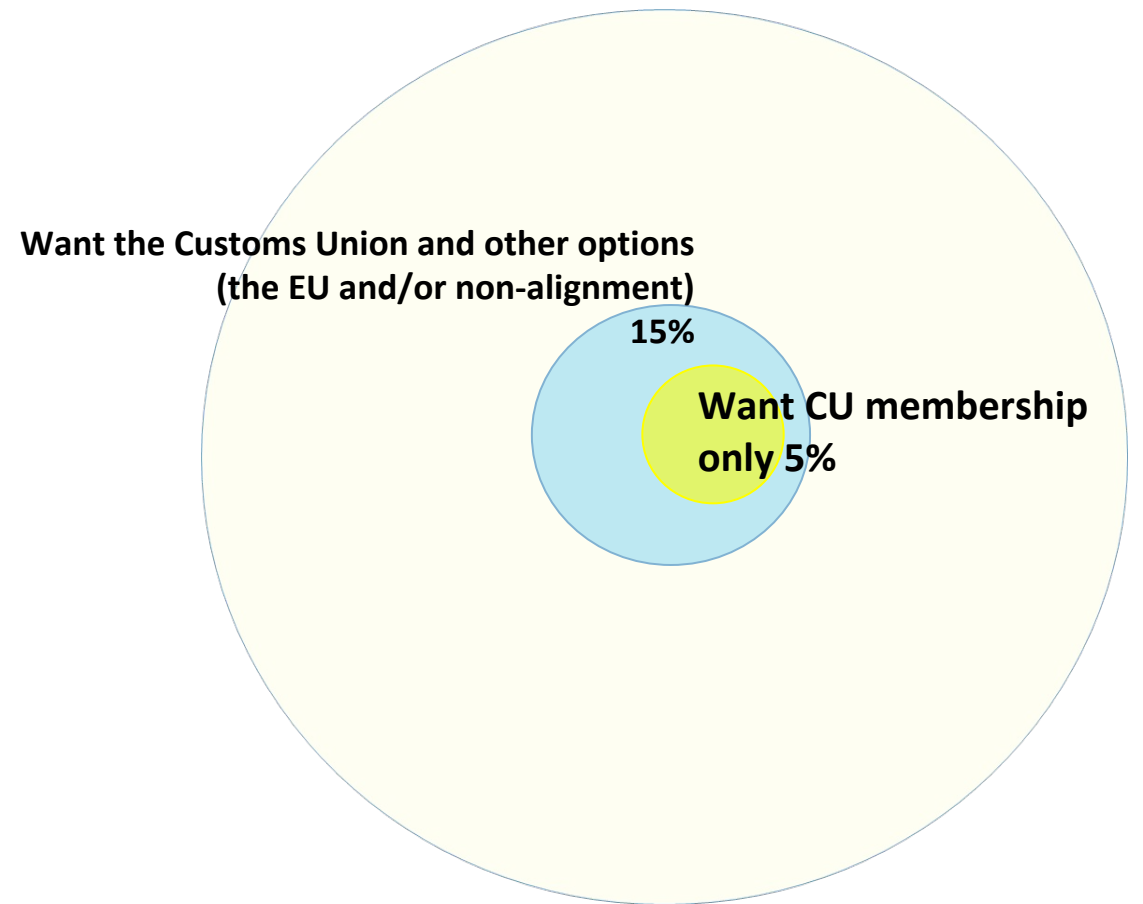 Want the Customs Union and other options
(the EU and/or non-alignment)
15%
Want CU membership
only 5%